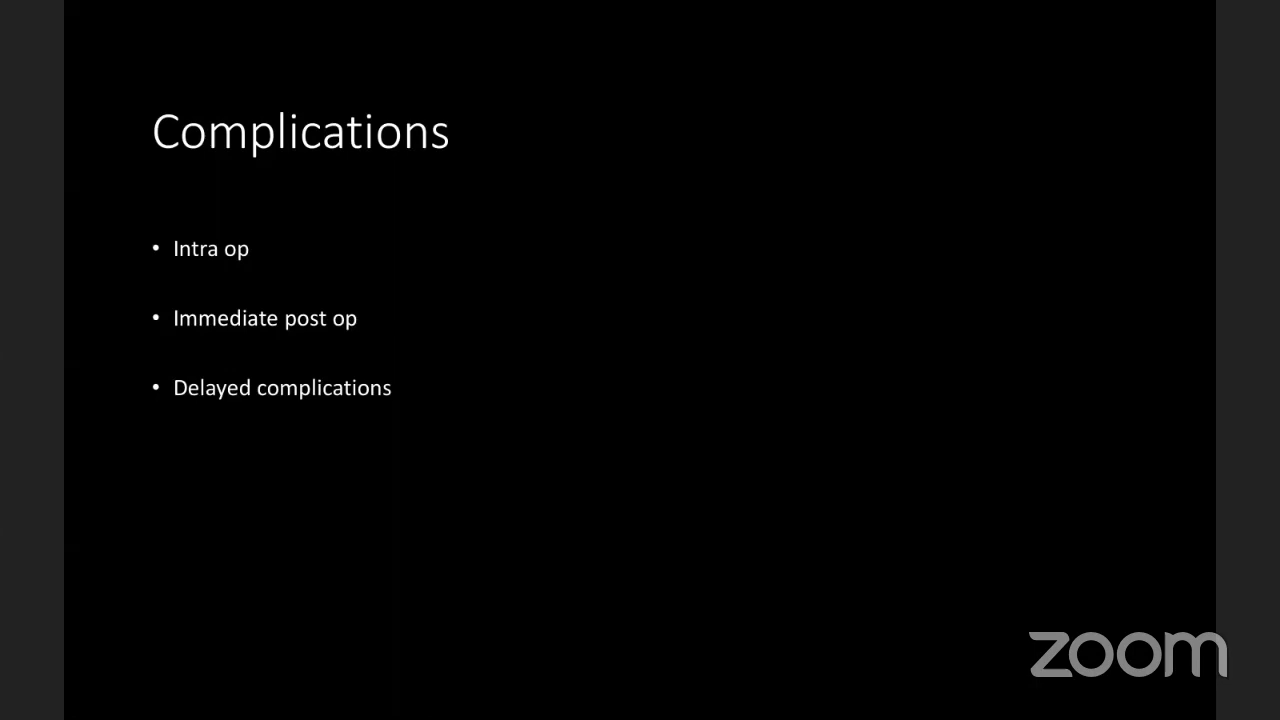 Complications
• Intra op
• Immediate post op
• Delayed complications
zoom